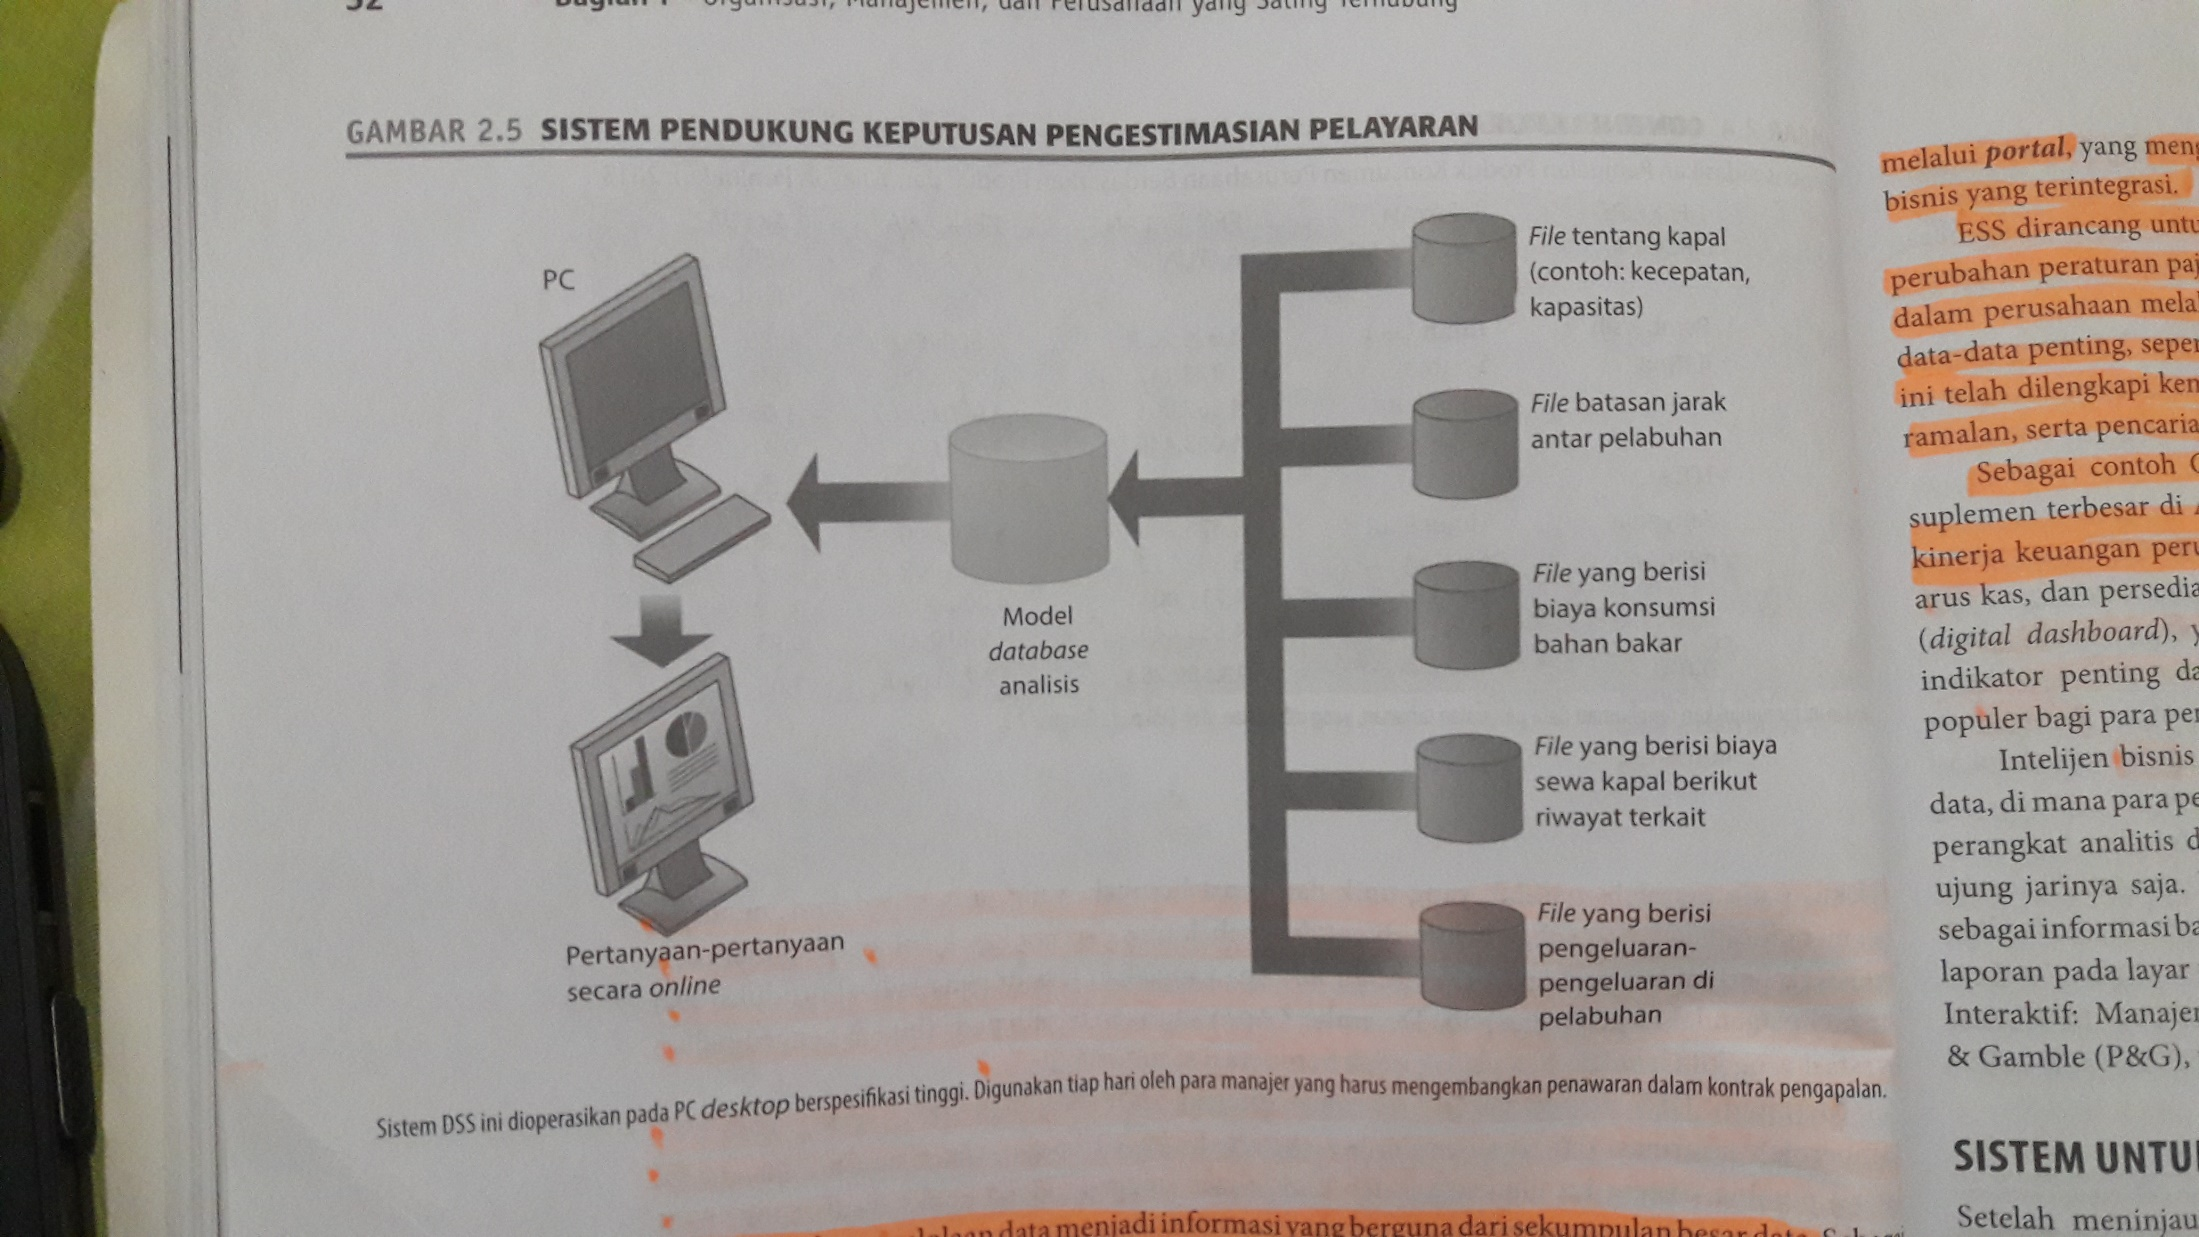 GAMBAR 2.5 SISTEM PENDUKUNG KEPUTUSAN PENGESTIMASIAN PELAYARAN
PC
Model
database
analisis
Pertanyaan-pertanyaan
secara online
File tentang kapal
(contoh: kecepatan,
kapasitas)
File batasan jarak
antar pelabuhan
File yang berisi
biaya konsumsi
bahan bakar
File yang berisi biaya
sewa kapal berikut
riwayat terkait
File yang berisi
pengeluaran-
pengeluaran di
pelabuhan
Sistem DSS ini dioperasikan pada PC desktop berspesifikasi tinggi. Digunakan tiap hari oleh para manajer yang harus mengembangkan penawaran dalam kontrak pengapalan.
data menjadi informasi yang berguna dari sekumpulan besar
melalui portal, yang
bisnis yang terintegrasi.
ESS dirancang
perubahan peraturan
dalam perusahaan
data-data penting,
ini telah dilengkapi
ramalan, serta
Sebagai contoh
suplemen terbesar di
kinerja keuangan
arus kas, dan
(digital dashboard),
indikator penting
populer bagi para
Intelijen bisnis
data, di mana para
perangkat analitis
ujung jarinya saja.
sebagai informasi
laporan pada layar
Interaktif:
& Gamble (P&G),
SISTEM
Setelah